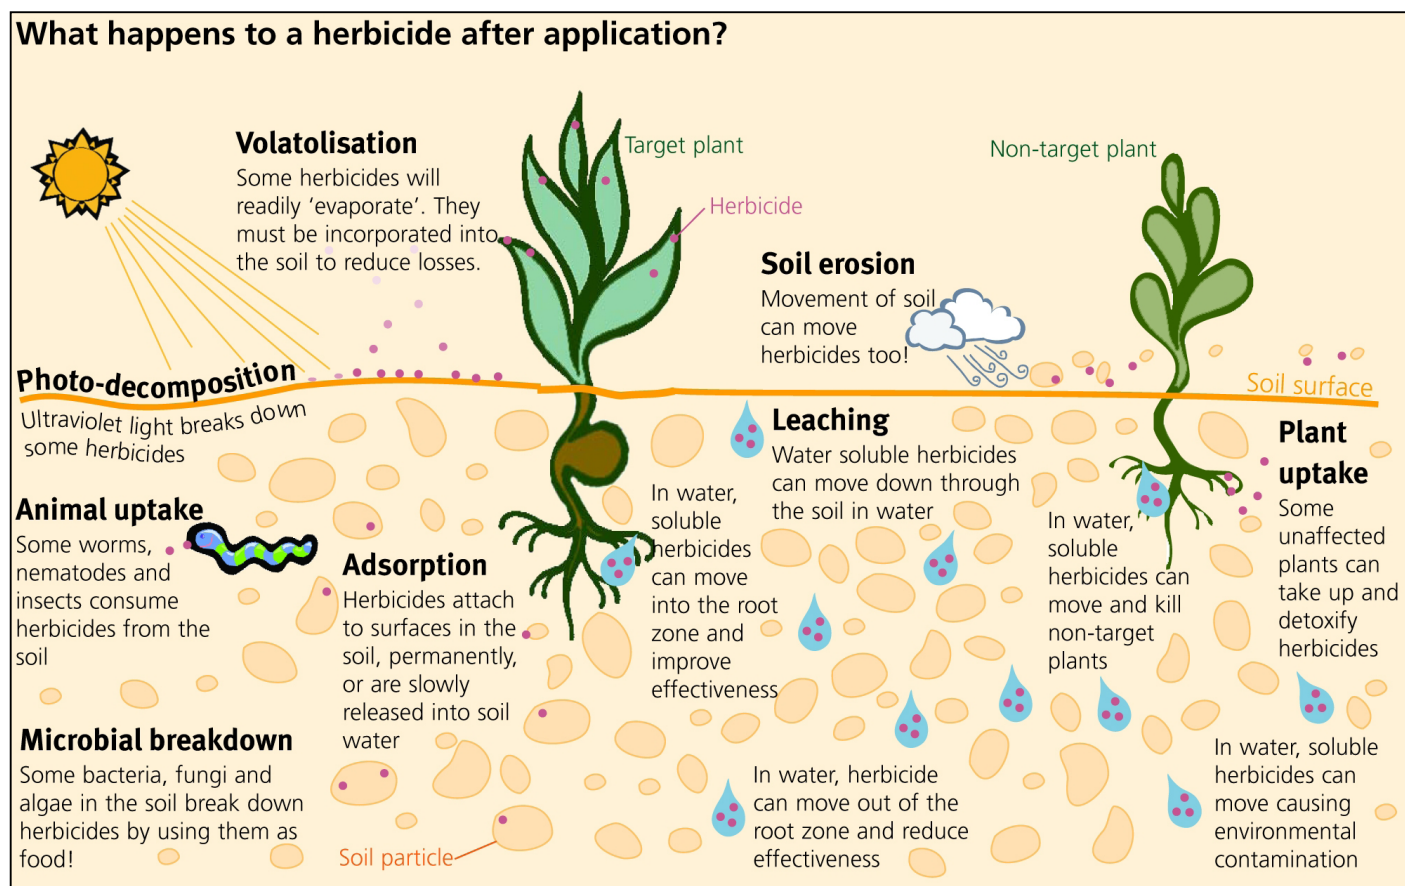 What happens to a herbicide after application?
Volatolisation
Some herbicides will
readily ‘evaporate’. They
must be incorporated into
the soil to reduce losses.
Target plant
Herbicide
Non-target plant
Soil erosion
Movement of soil
can move
herbicides too!
Soil surface
Photo-decomposition
Ultraviolet light breaks down
some herbicides
Animal uptake
Some worms,
nematodes and
insects consume
herbicides from the
soil
Microbial breakdown
Some bacteria, fungi and
algae in the soil break down
herbicides by using them as
food!
Adsorption
Herbicides attach
to surfaces in the
soil, permanently,
or are slowly
released into soil
water
Soil particle
In water,
soluble
herbicides
can move
into the root
zone and
improve
effectiveness
Leaching
Water soluble herbicides
can move down through
the soil in water
In water, herbicide
can move out of the
root zone and reduce
effectiveness
In water,
soluble
herbicides can
move and kill
non-target
plants
Plant
uptake
Some
unaffected
plants can
take up and
detoxify
herbicides
In water, soluble
herbicides can
move causing
environmental
contamination